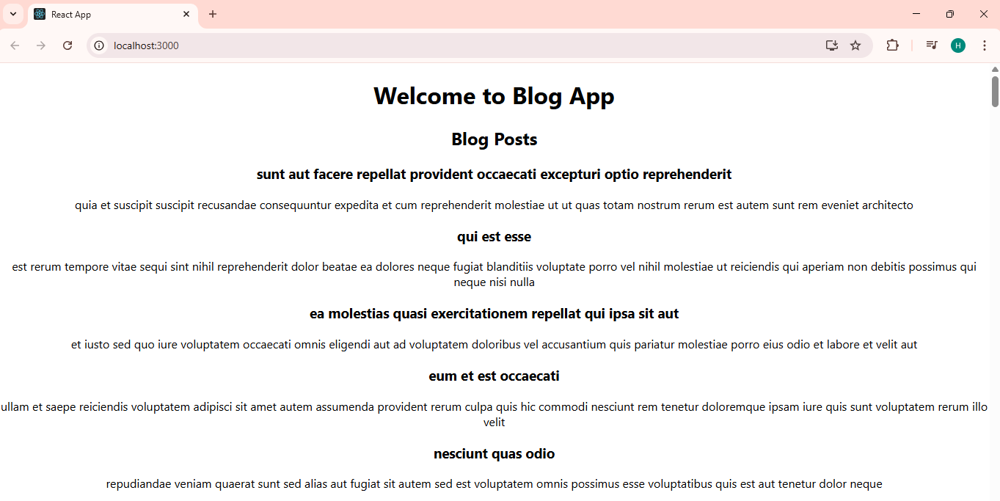 React App
localhost:3000
H
Welcome to Blog App
Blog Posts
sunt aut facere repellat provident occaecati excepturi optio reprehenderit
quia et suscipit suscipit recusandae consequuntur expedita et cum reprehenderit molestiae ut ut quas totam nostrum rerum est autem sunt rem eveniet architecto
qui est esse
est rerum tempore vitae sequi sint nihil reprehenderit dolor beatae ea dolores neque fugiat blanditiis voluptate porro vel nihil molestiae ut reiciendis qui aperiam non debitis possimus qui
neque nisi nulla
ea molestias quasi exercitationem repellat qui ipsa sit aut
et iusto sed quo iure voluptatem occaecati omnis eligendi aut ad voluptatem doloribus vel accusantium quis pariatur molestiae porro eius odio et labore et velit aut
eum et est occaecati
ullam et saepe reiciendis voluptatem adipisci sit amet autem assumenda provident rerum culpa quis hic commodi nesciunt rem tenetur doloremque ipsam iure quis sunt voluptatem rerum illo
velit
nesciunt quas odio
repudiandae veniam quaerat sunt sed alias aut fugiat sit autem sed est voluptatem omnis possimus esse voluptatibus quis est aut tenetur dolor neque